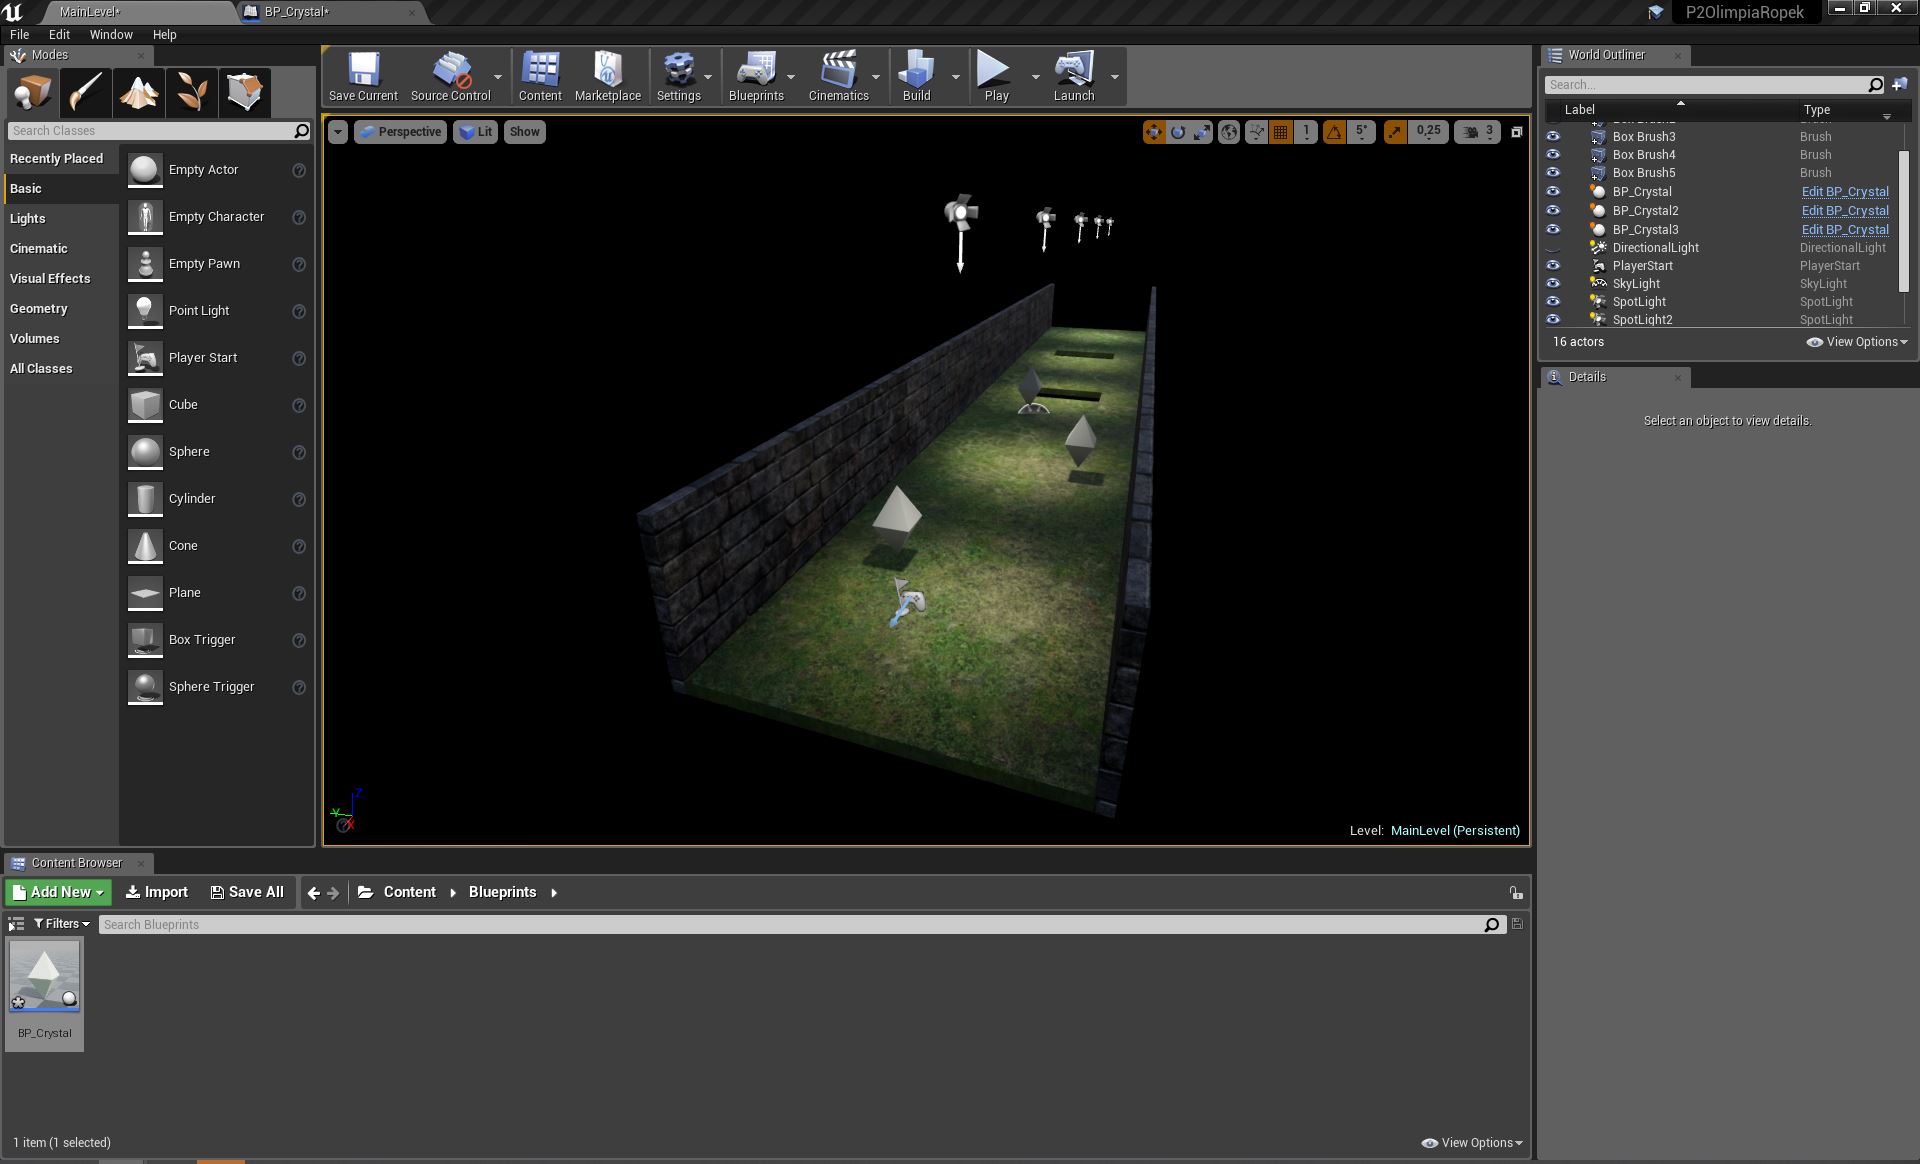 MainLevel*
BP_Crystal*
P2OlimpiaRopek
File Edit Window Help
Modes
Search Classes
Recently Placed
Basic
Lights
Cinematic
Visual Effects
Geometry
Volumes
All Classes
Empty Actor
Empty Character
Empty Pawn
Point Light
Player Start
Cube
Sphere
Cylinder
Cone
Plane
Box Trigger
Sphere Trigger
Save Current
Source Control
Content
Marketplace
Settings
Blueprints
Cinematics
Build
Play
Launch
Perspective Lit Show
1 5° 0,25 3
Z
Y
X
Level: MainLevel (Persistent)
World Outliner
Search...
Label Type
Box Brush3 Brush
Box Brush4 Brush
Box Brush5 Brush
BP_Crystal Edit BP_Crystal
BP_Crystal2 Edit BP_Crystal
BP_Crystal3 Edit BP_Crystal
DirectionalLight DirectionalLight
PlayerStart PlayerStart
SkyLight SkyLight
SpotLight SpotLight
SpotLight2 SpotLight
16 actors View Options
Details
Select an object to view details.
Content Browser
Add New Import Save All Content Blueprints
Filters Search Blueprints
BP_Crystal
1 item (1 selected) View Options